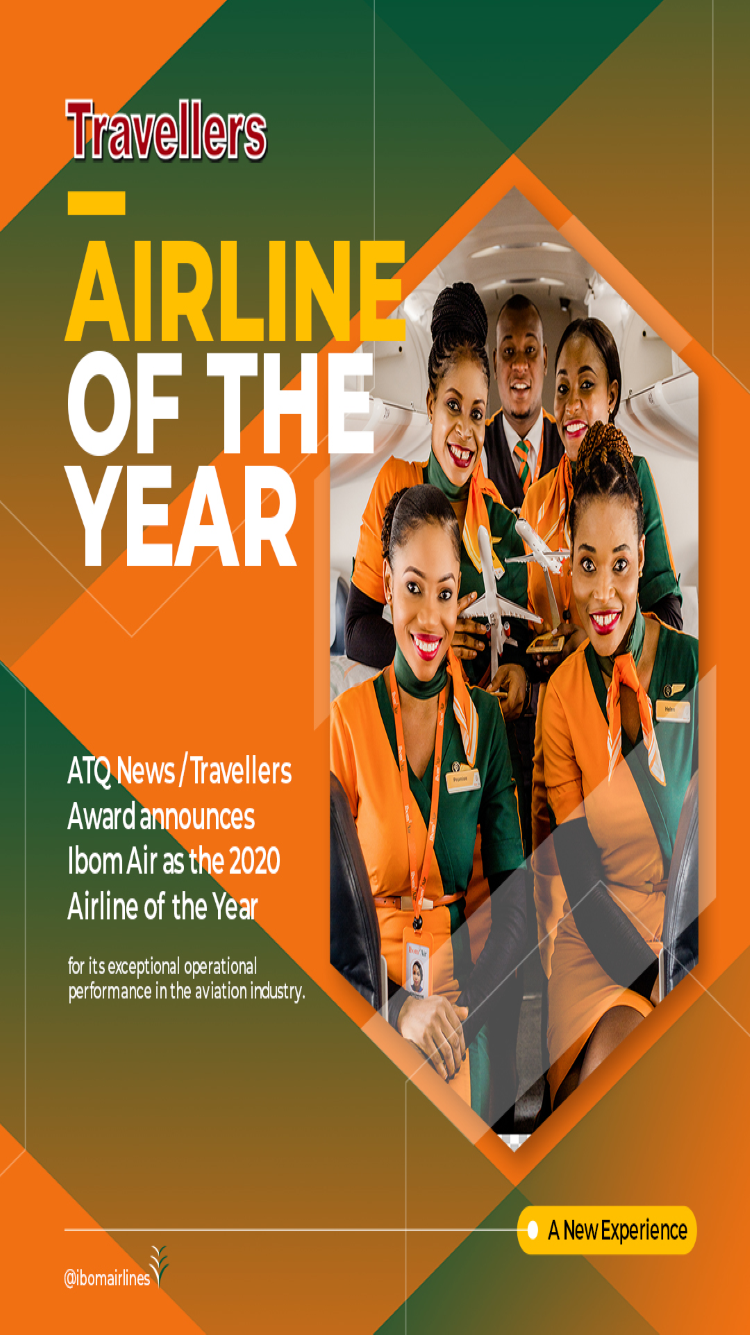 Travellers
AIRLINE
OF THE
YEAR
ATQ News / Travellers
Award announces
Ibom Air as the 2020
Airline of the Year
for its exceptional operational
performance in the aviation industry.
A New Experience
@ibomairlines